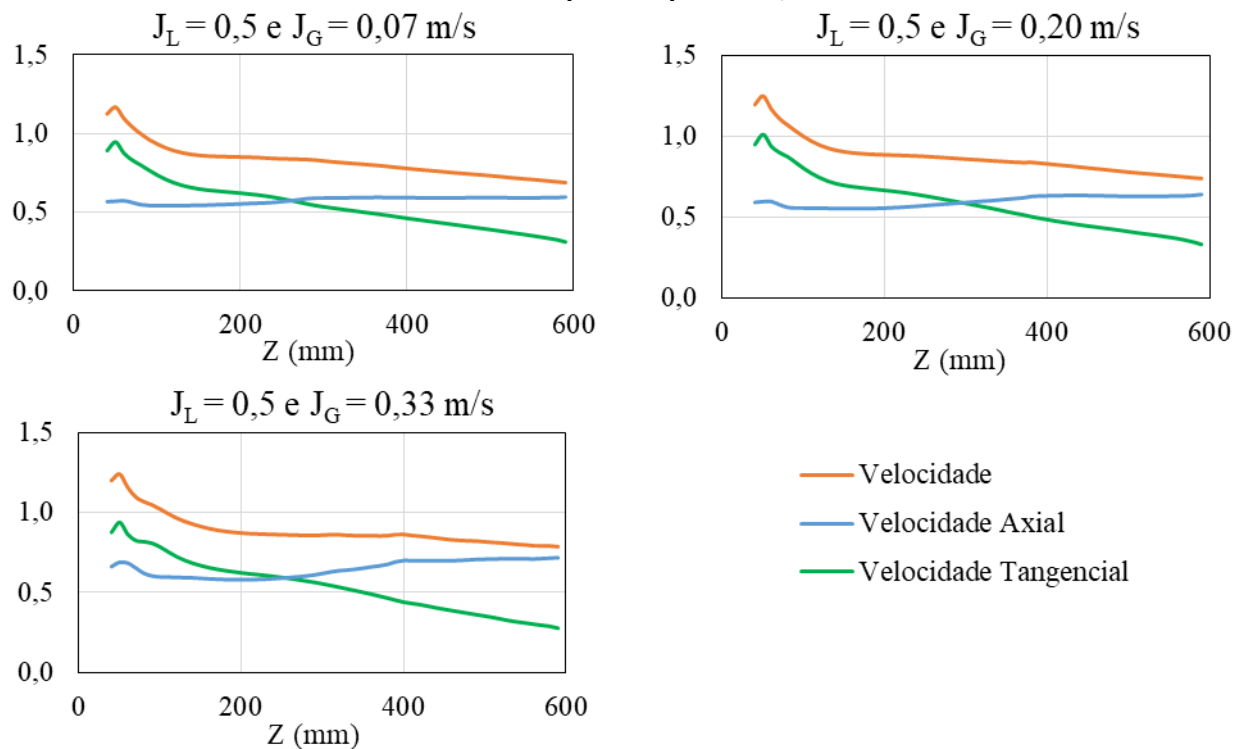 J_L = 0,5 e J_G = 0,07 m/s
1,5
1,0
0,5
0,0
0 200 400 600
Z (mm)
J_L = 0,5 e J_G = 0,20 m/s
1,5
1,0
0,5
0,0
0 200 400 600
Z (mm)
J_L = 0,5 e J_G = 0,33 m/s
1,5
1,0
0,5
0,0
0 200 400 600
Z (mm)
Velocidade
Velocidade Axial
Velocidade Tangencial